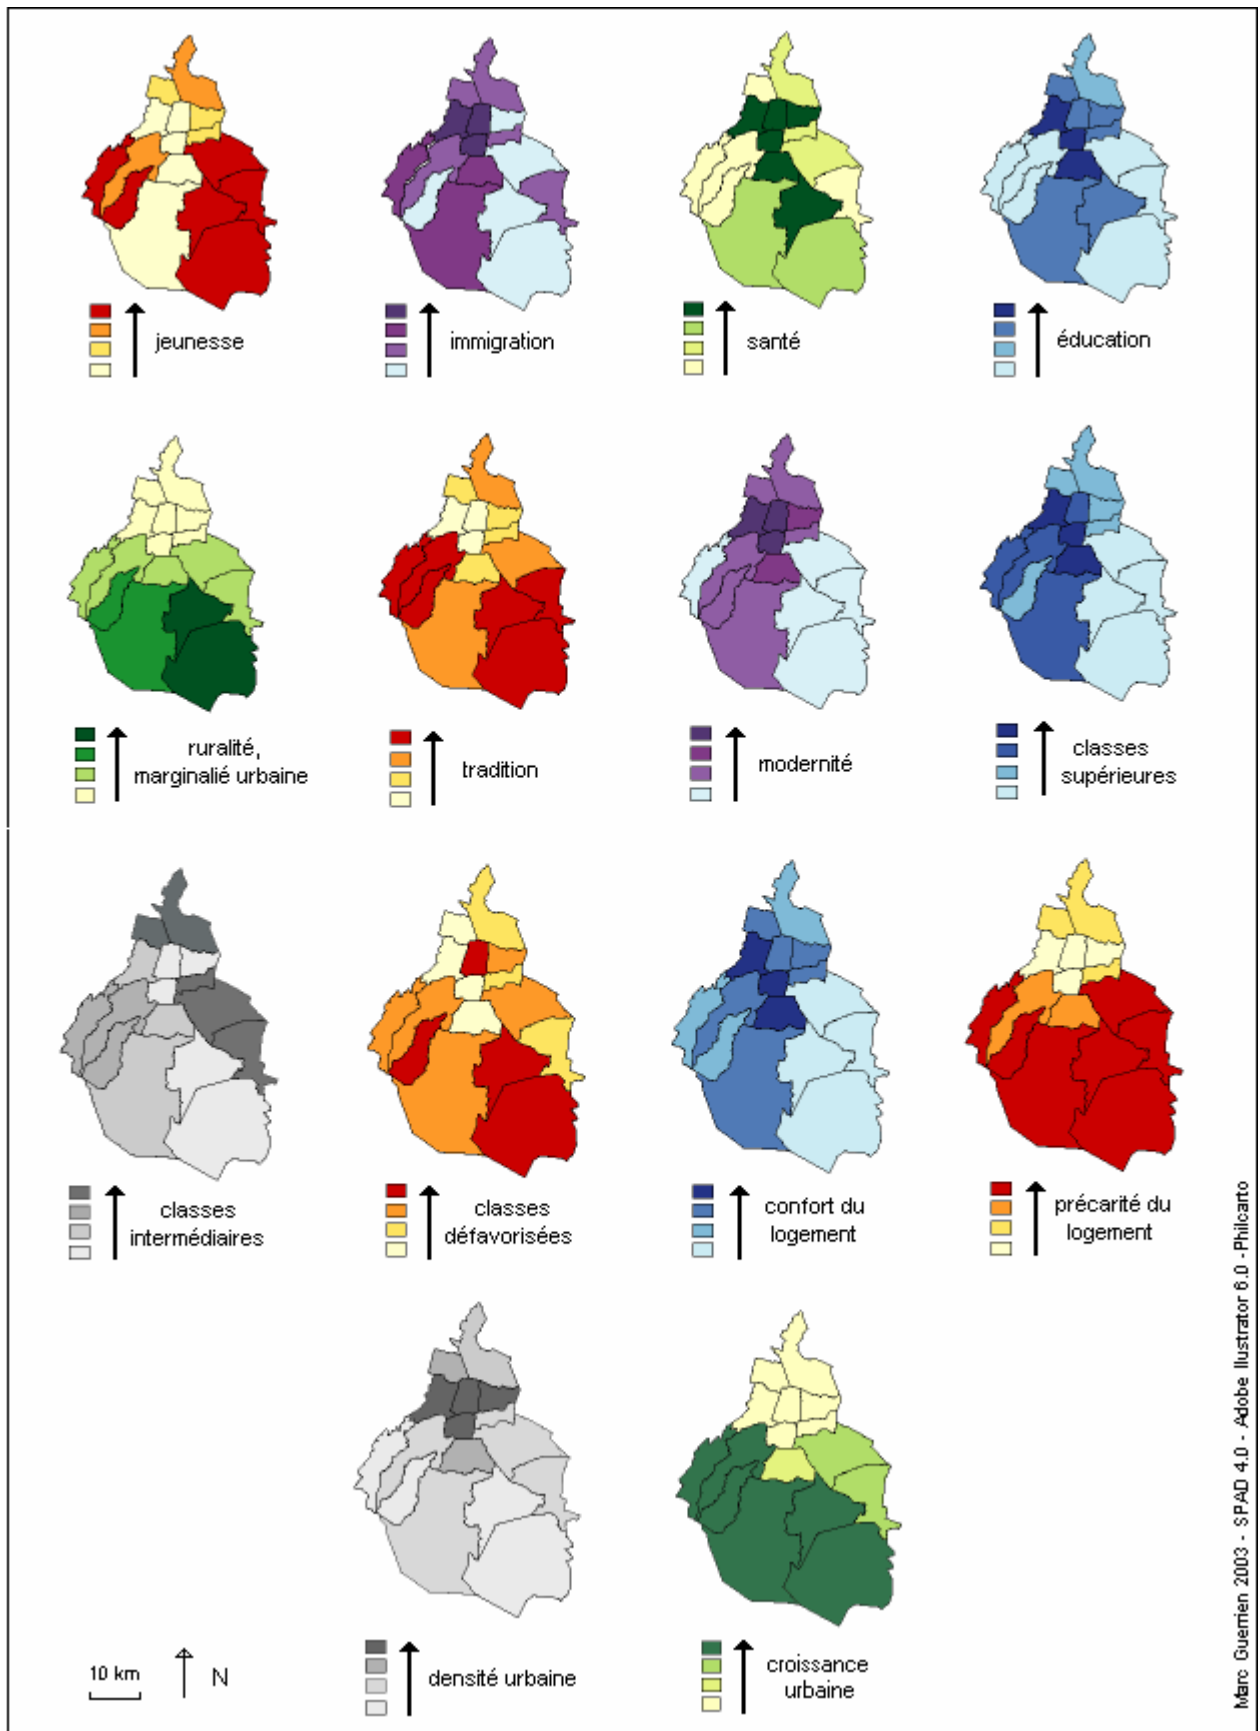 jeunesse
immigration
santé
éducation
ruralité,
marginalié urbaine
tradition
modernité
classes
supérieures
classes
intermédiaires
classes
défavorisées
confort du
logement
précarité du
logement
densité urbaine
croissance
urbaine
10 km
N
Marc Guerrien 2003 - SPAD 4.0 - Adobe Ilustrator 6.0 - Philcarto